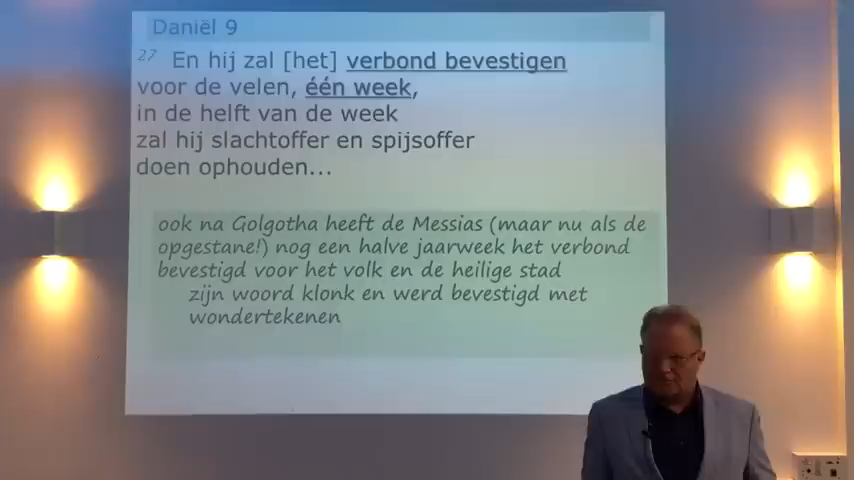 Daniël 9
27 En hij zal [het] verbond bevestigen
voor de velen, één week,
in de helft van de week
zal hij slachtoffer en spijsoffer
doen ophouden...
ook na Golgotha heeft de Messias (maar nu als de
opgestane!) nog een halve jaarweek het verbond
bevestigd voor het volk en de heilige stad
zijn woord klonk en werd bevestigd met
wondertekenen